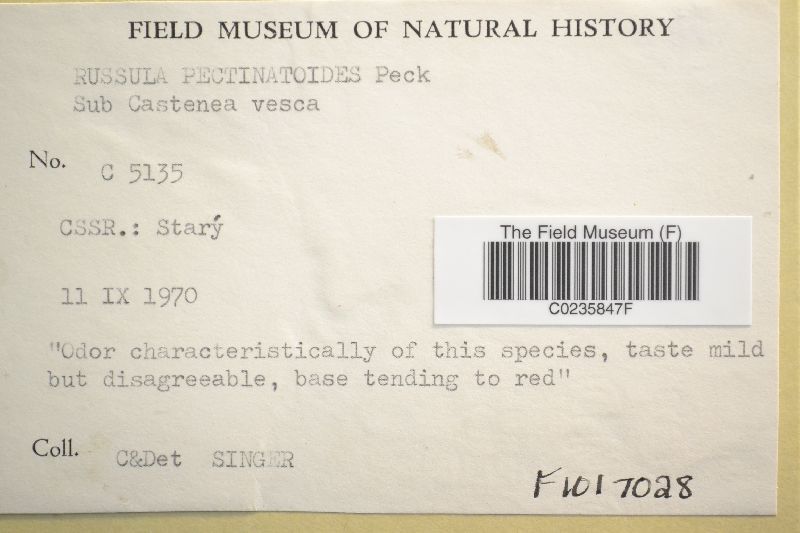 FIELD MUSEUM OF NATURAL HISTORY
RUSSULA PECTINATOIDES Peck
Sub Castenea vesca
No. C 5135
CSSR.: Starý
The Field Museum (F)
C0235847F
11 IX 1970
"Odor characteristically of this species, taste mild
but disagreeable, base tending to red"
Coll. C&Det SINGER
F1017028